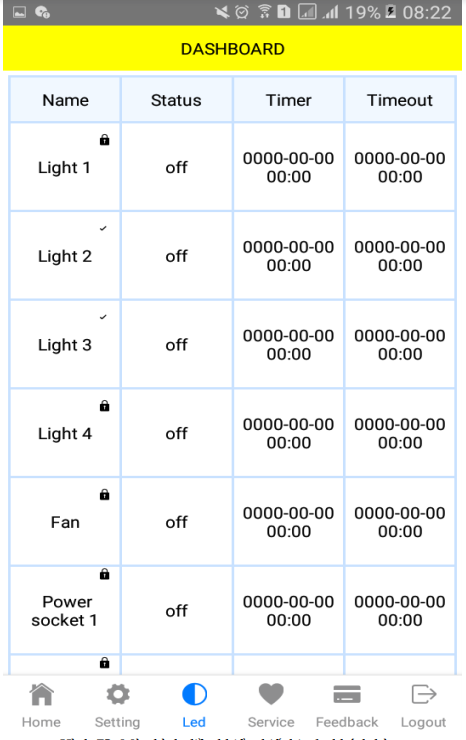 19% 08:22
DASHBOARD
Name Status Timer Timeout
Light 1 off 0000-00-00 00:00 0000-00-00 00:00
Light 2 off 0000-00-00 00:00 0000-00-00 00:00
Light 3 off 0000-00-00 00:00 0000-00-00 00:00
Light 4 off 0000-00-00 00:00 0000-00-00 00:00
Fan off 0000-00-00 00:00 0000-00-00 00:00
Power socket 1 off 0000-00-00 00:00 0000-00-00 00:00
Home Setting Led Service Feedback Logout